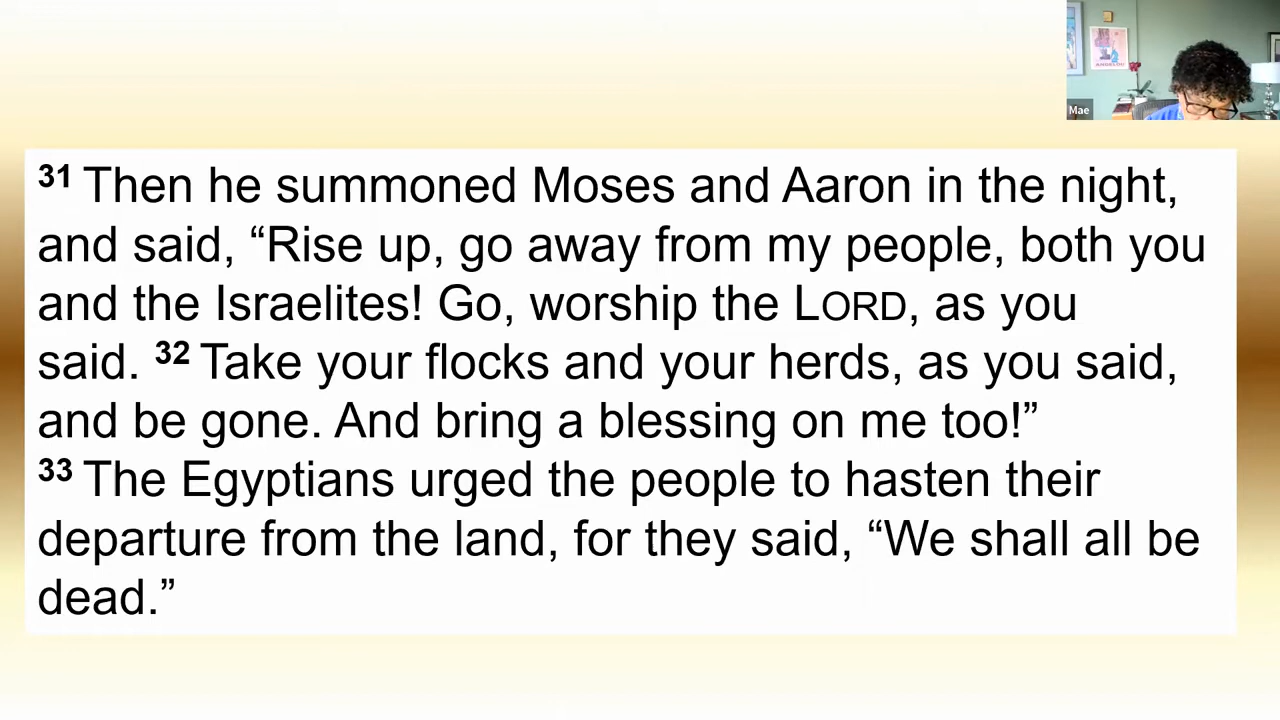 Mae
31 Then he summoned Moses and Aaron in the night,
and said, “Rise up, go away from my people, both you
and the Israelites! Go, worship the LORD, as you
said. 32 Take your flocks and your herds, as you said,
and be gone. And bring a blessing on me too!”
33 The Egyptians urged the people to hasten their
departure from the land, for they said, “We shall all be
dead.”